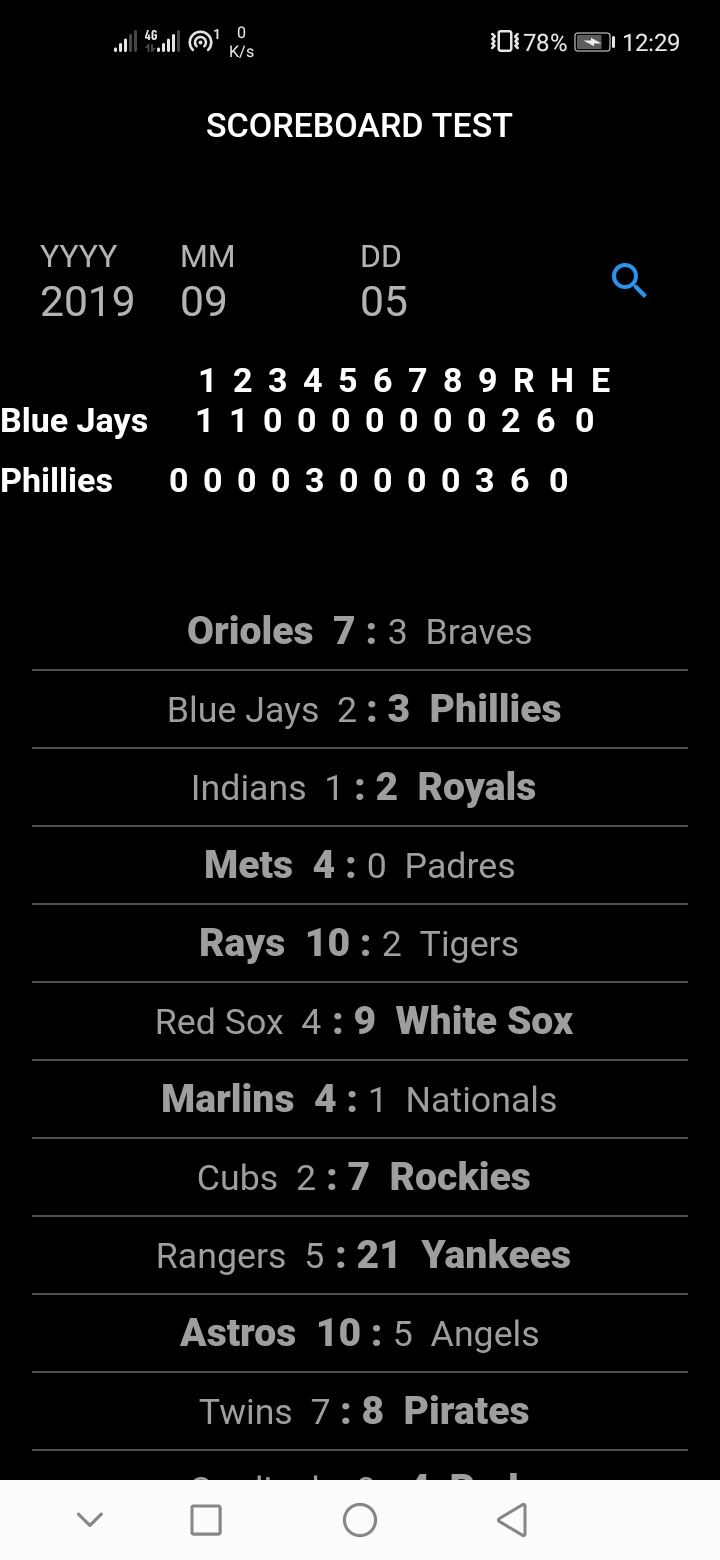 4G 1 0 K/s 78% 12:29
SCOREBOARD TEST
YYYY MM DD
2019 09 05
1 2 3 4 5 6 7 8 9 R H E
Blue Jays 1 1 0 0 0 0 0 0 0 2 6 0
Phillies 0 0 0 0 3 0 0 0 0 3 6 0
Orioles 7 : 3 Braves
Blue Jays 2 : 3 Phillies
Indians 1 : 2 Royals
Mets 4 : 0 Padres
Rays 10 : 2 Tigers
Red Sox 4 : 9 White Sox
Marlins 4 : 1 Nationals
Cubs 2 : 7 Rockies
Rangers 5 : 21 Yankees
Astros 10 : 5 Angels
Twins 7 : 8 Pirates